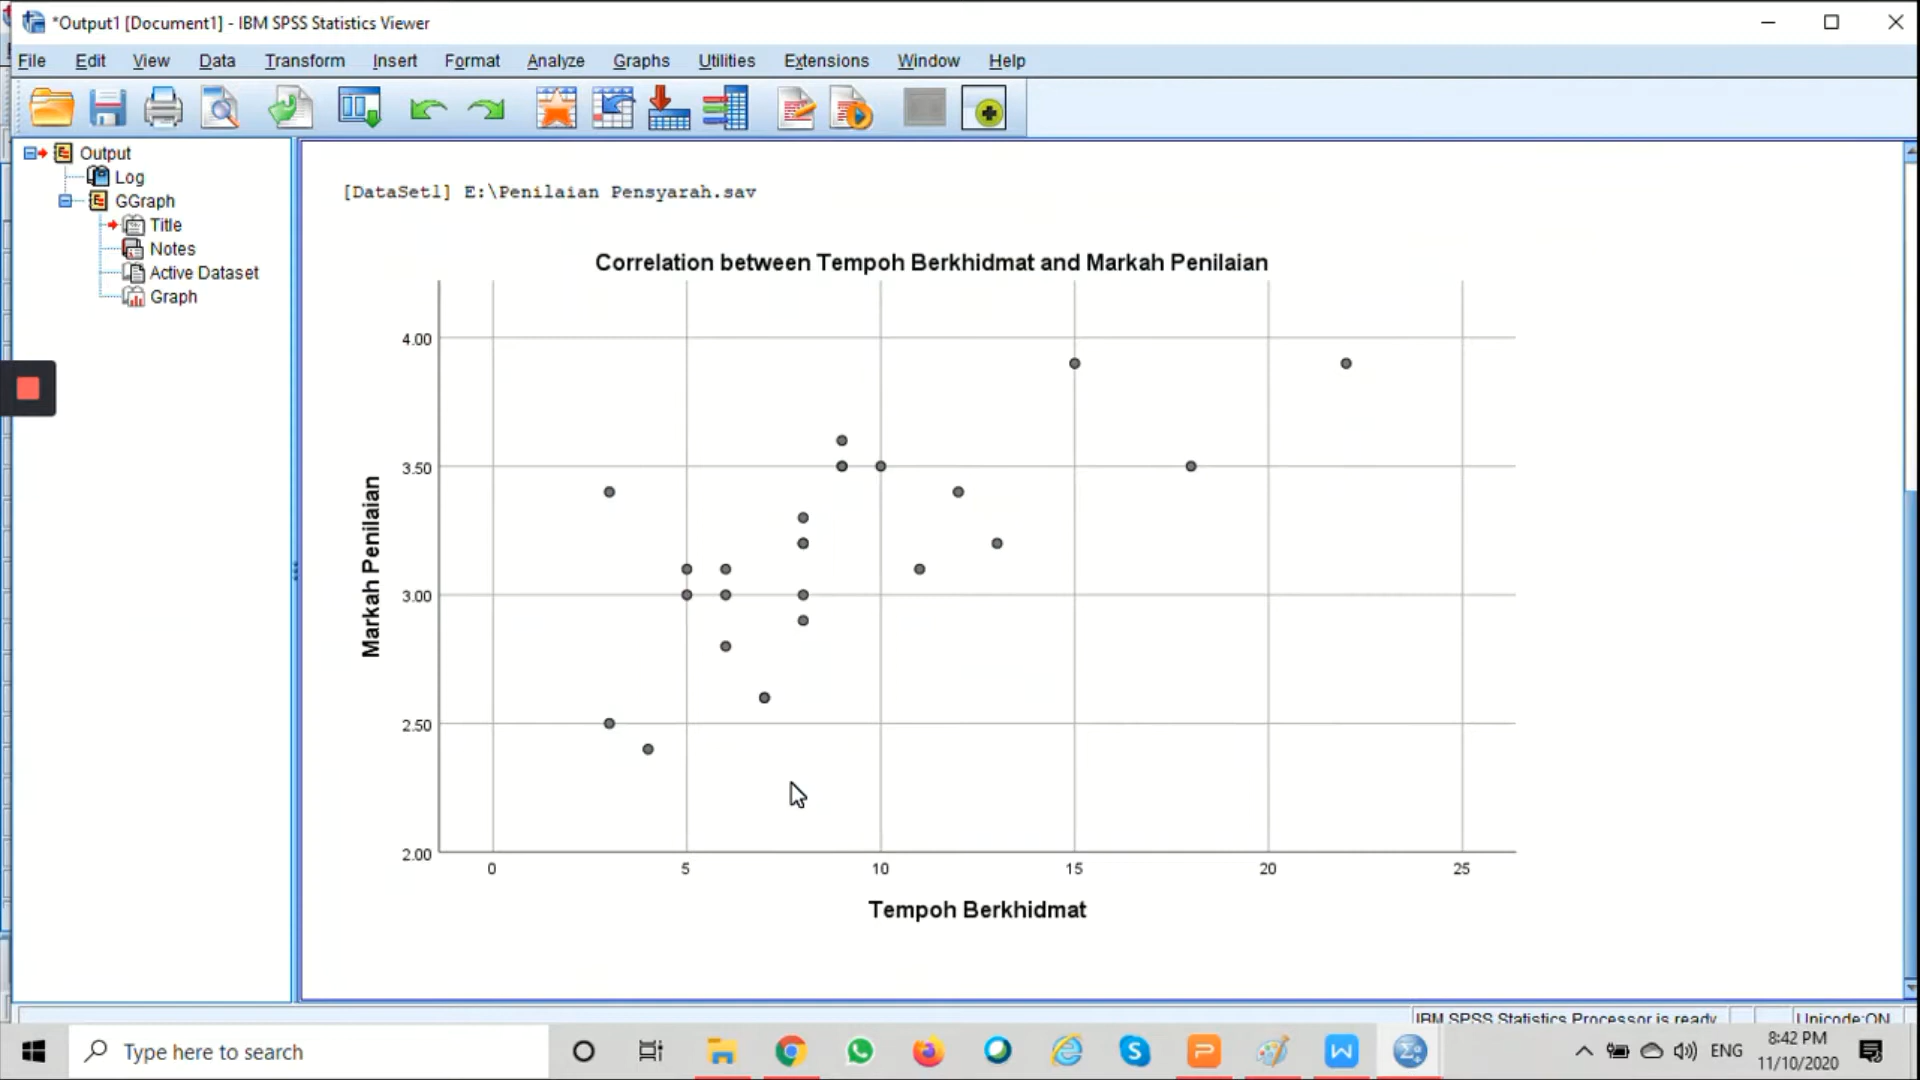 *Output1 [Document1] - IBM SPSS Statistics Viewer
File Edit View Data Transform Insert Format Analyze Graphs Utilities Extensions Window Help
Output
Log
GGraph
Title
Notes
Active Dataset
Graph
[DataSet1] E:\Penilaian Pensyarah.sav
Correlation between Tempoh Berkhidmat and Markah Penilaian
4.00
3.50
3.00
2.50
2.00
Markah Penilaian
0 5 10 15 20 25
Tempoh Berkhidmat
IBM SPSS Statistics Processor is ready Unicode:ON
Type here to search
ENG
8:42 PM
11/10/2020